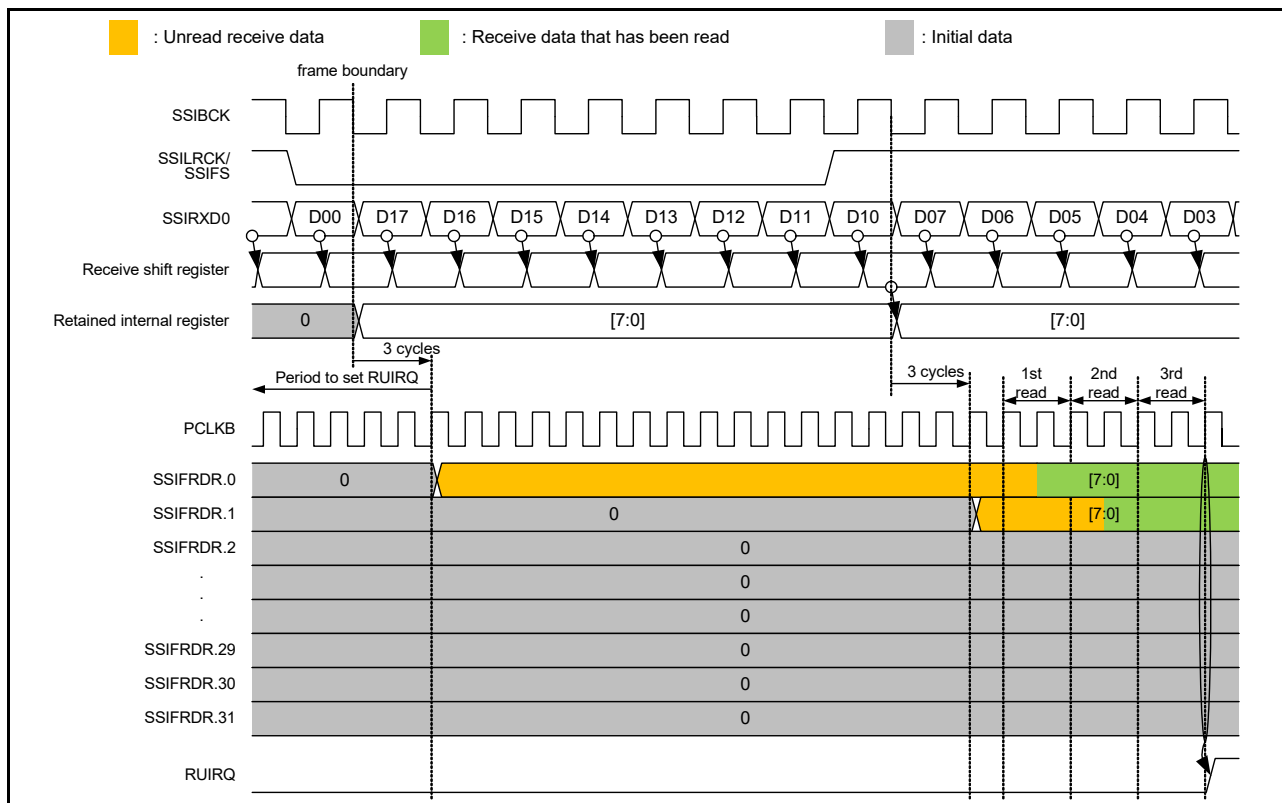 : Unread receive data
: Receive data that has been read
: Initial data
frame boundary
SSIBCK
SSILRCK/
SSIFS
SSIRXD0 D00 D17 D16 D15 D14 D13 D12 D11 D10 D07 D06 D05 D04 D03
Receive shift register
Retained internal register 0 [7:0] [7:0]
3 cycles
Period to set RUIRQ
3 cycles
1st
read
2nd
read
3rd
read
PCLKB
SSIFRDR.0 0 [7:0]
SSIFRDR.1 0 [7:0]
SSIFRDR.2 0
. 0
.
. 0
SSIFRDR.29 0
SSIFRDR.30 0
SSIFRDR.31 0
RUIRQ